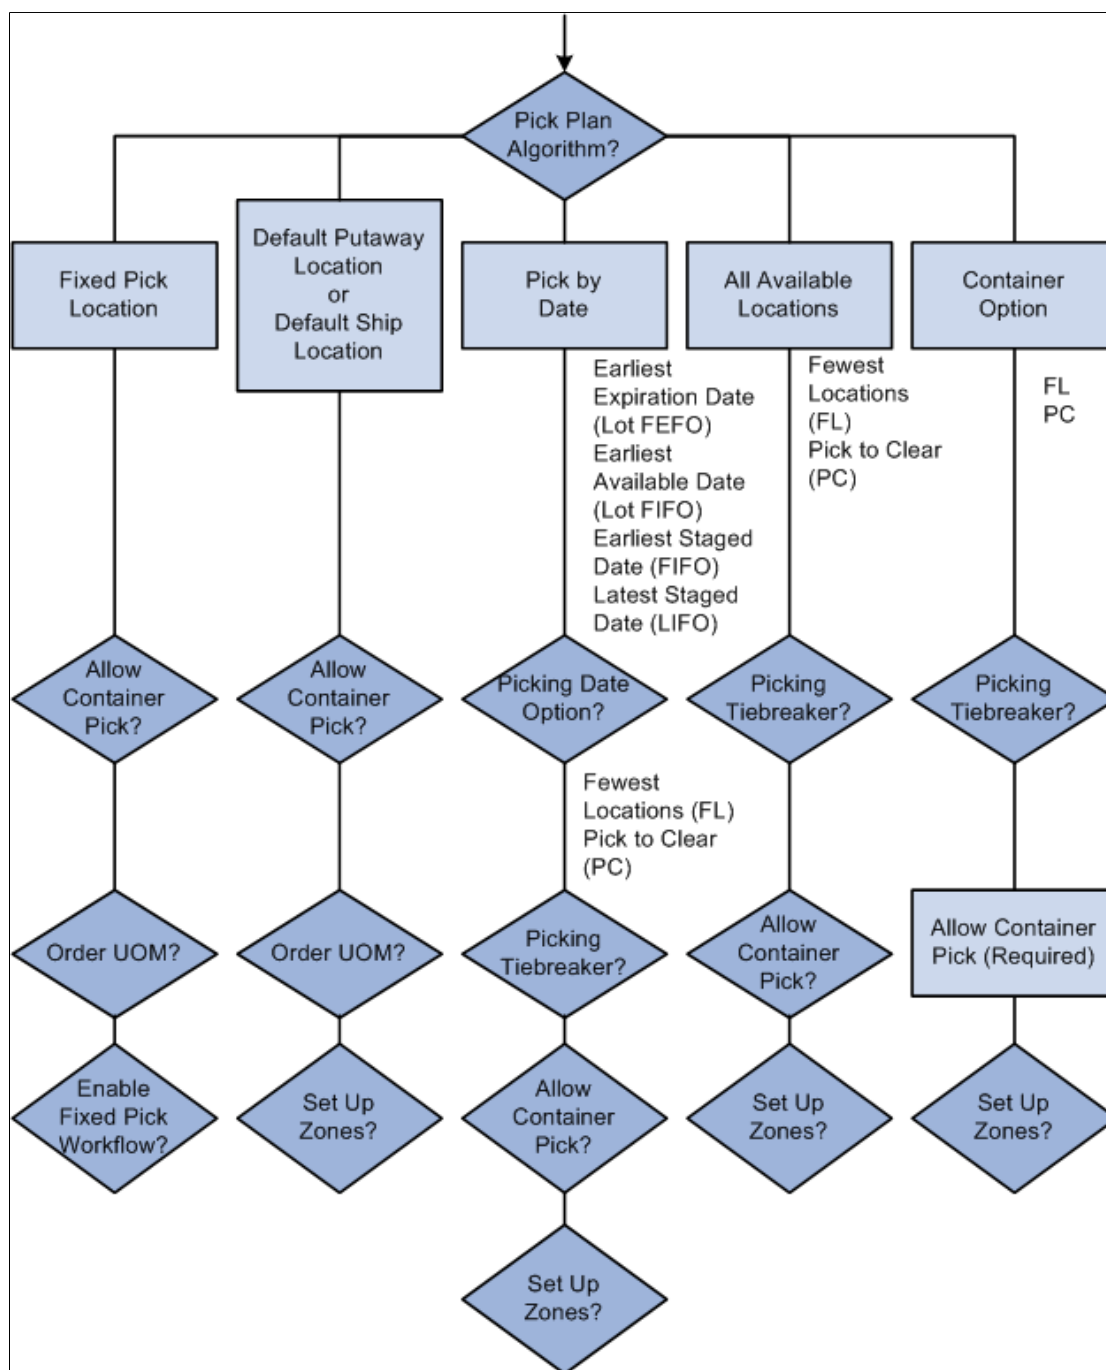 Pick Plan
Algorithm?
Fixed Pick
Location
Default Putaway
Location
or
Default Ship
Location
Pick by
Date
All Available
Locations
Container
Option
Earliest
Expiration Date
(Lot FEFO)
Earliest
Available Date
(Lot FIFO)
Earliest Staged
Date (FIFO)
Latest Staged
Date (LIFO)
Fewest
Locations
(FL)
Pick to Clear
(PC)
FL
PC
Allow
Container
Pick?
Allow
Container
Pick?
Picking Date
Option?
Picking
Tiebreaker?
Picking
Tiebreaker?
Fewest
Locations (FL)
Pick to Clear
(PC)
Order UOM?
Order UOM?
Picking
Tiebreaker?
Allow
Container
Pick?
Allow Container
Pick (Required)
Enable
Fixed Pick
Workflow?
Set Up
Zones?
Allow
Container
Pick?
Set Up
Zones?
Set Up
Zones?
Set Up
Zones?